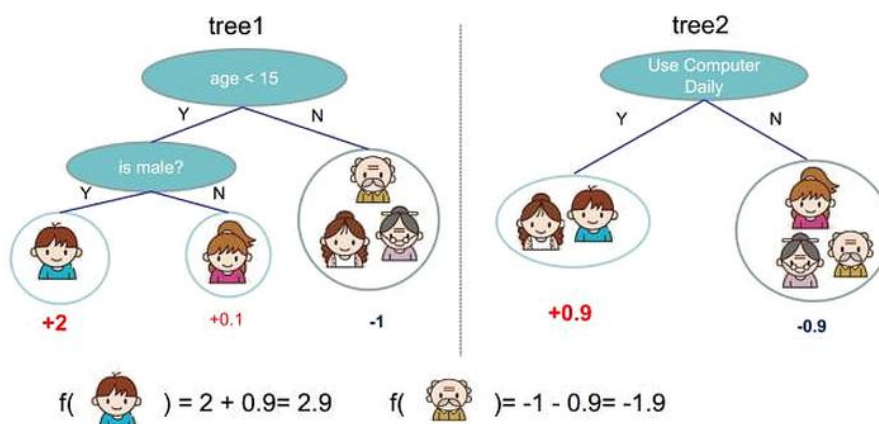 tree1
age < 15
Y
N
is male?
Y
N
+2
+0.1
-1
tree2
Use Computer
Daily
Y
N
+0.9
-0.9
f( ) = 2 + 0.9= 2.9
f( )= -1 - 0.9= -1.9